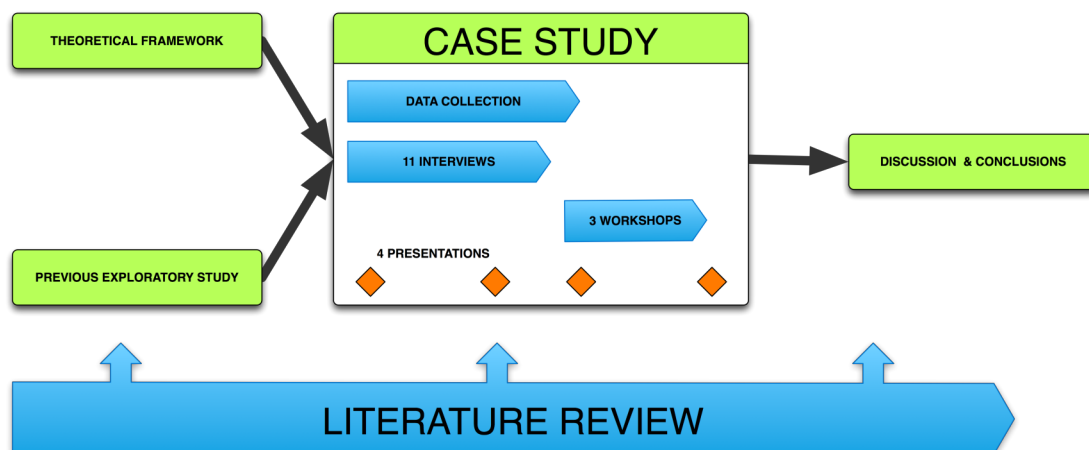 THEORETICAL FRAMEWORK
CASE STUDY
DATA COLLECTION
11 INTERVIEWS
DISCUSSION & CONCLUSIONS
3 WORKSHOPS
4 PRESENTATIONS
PREVIOUS EXPLORATORY STUDY
LITERATURE REVIEW